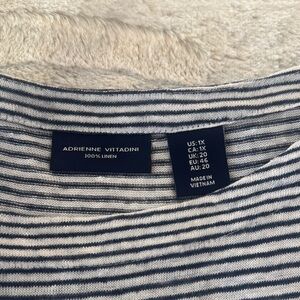 ADRIENNE VITTADINI
100% LINEN
US: 1X
CA: 1X
UK: 20
EU: 46
AU: 20
MADE IN
VIETNAM